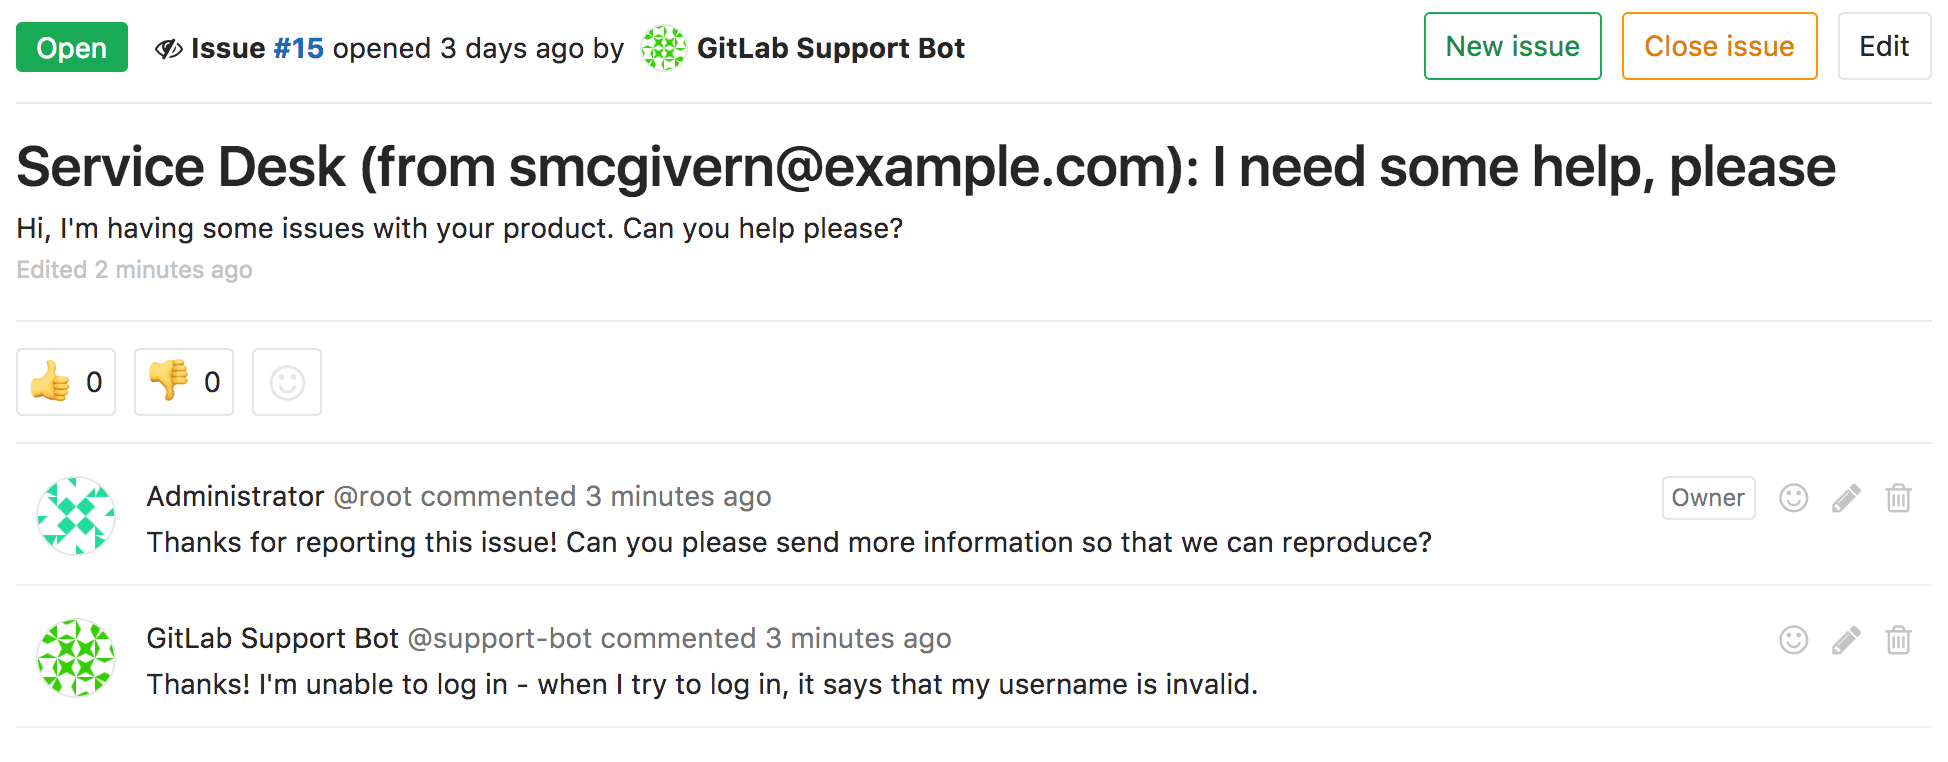 Open Issue #15 opened 3 days ago by GitLab Support Bot New issue Close issue Edit
Service Desk (from smcgivern@example.com): I need some help, please
Hi, I'm having some issues with your product. Can you help please?
Edited 2 minutes ago
0 0
Administrator @root commented 3 minutes ago Owner
Thanks for reporting this issue! Can you please send more information so that we can reproduce?
GitLab Support Bot @support-bot commented 3 minutes ago
Thanks! I'm unable to log in - when I try to log in, it says that my username is invalid.